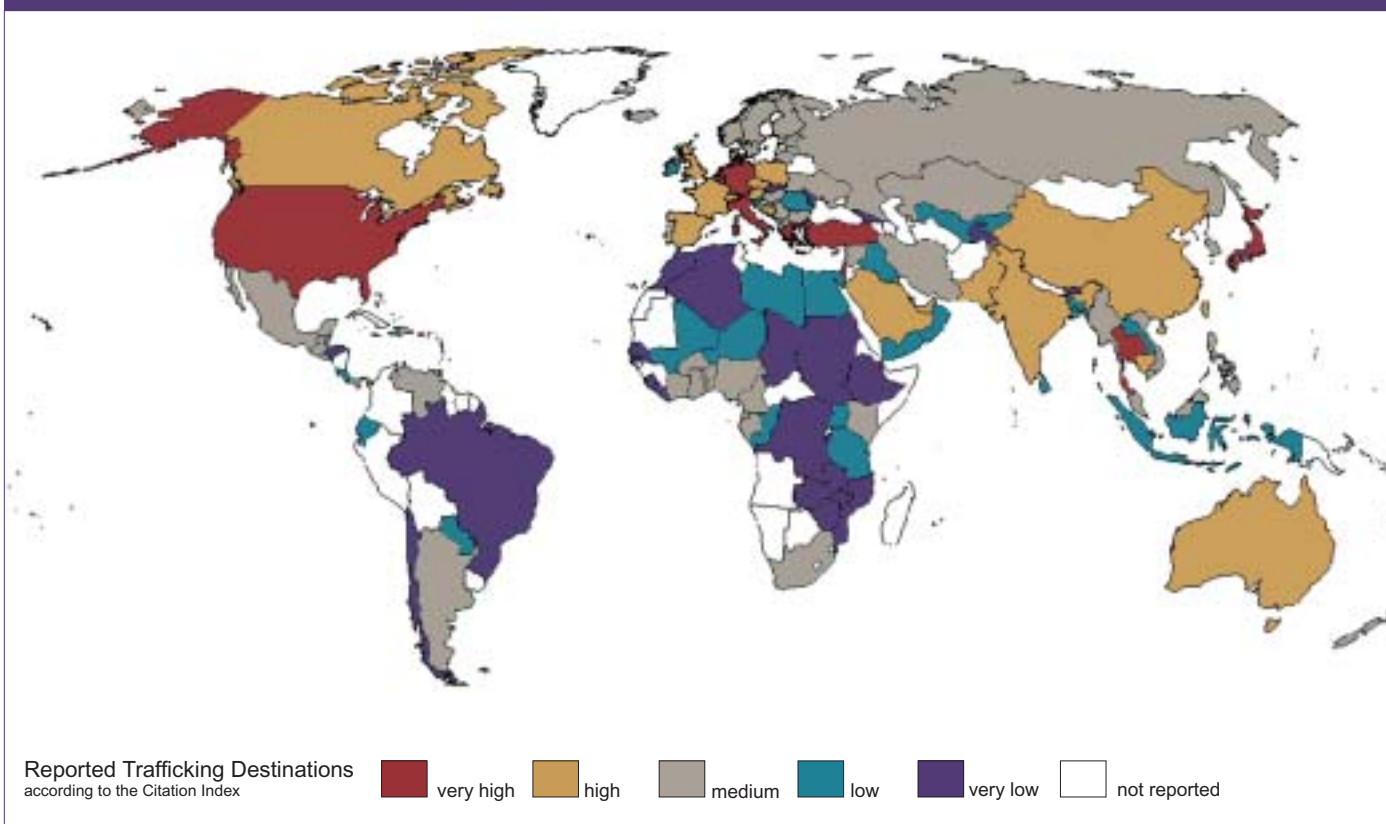 Reported Trafficking Destinations
according to the Citation Index
very high
high
medium
low
very low
not reported